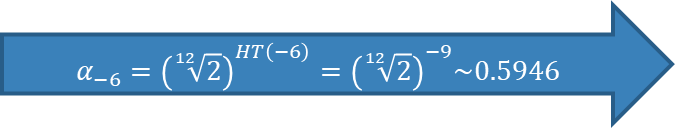 𝛼₋₆ = (¹²√2)^{HT(−6)} = (¹²√2)^{−9}~0.5946